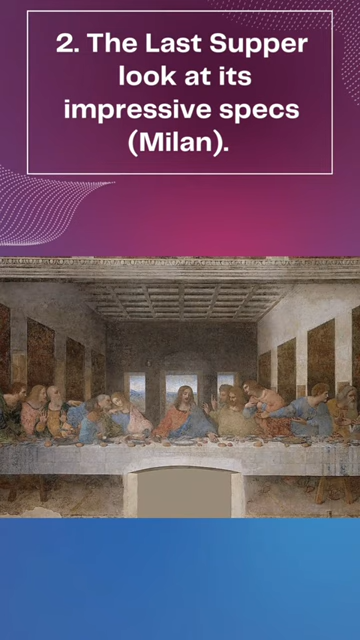 2. The Last Supper
look at its
impressive specs
(Milan).